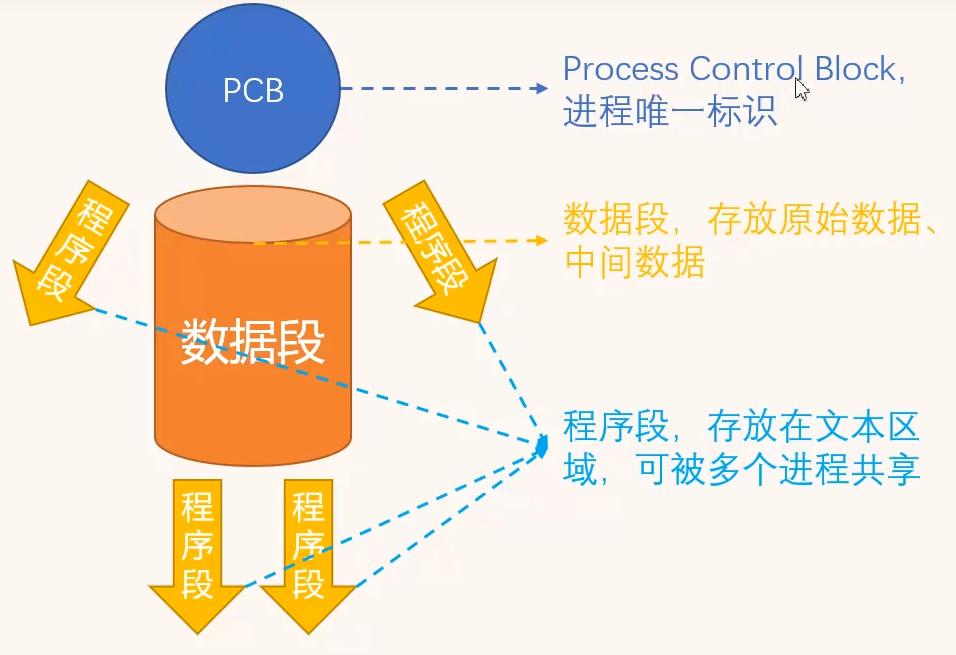 PCB
Process Control Block,
进程唯一标识
程序段
程序段
数据段，存放原始数据、
中间数据
数据段
程序段，存放在文本区
域，可被多个进程共享
程序段
程序段